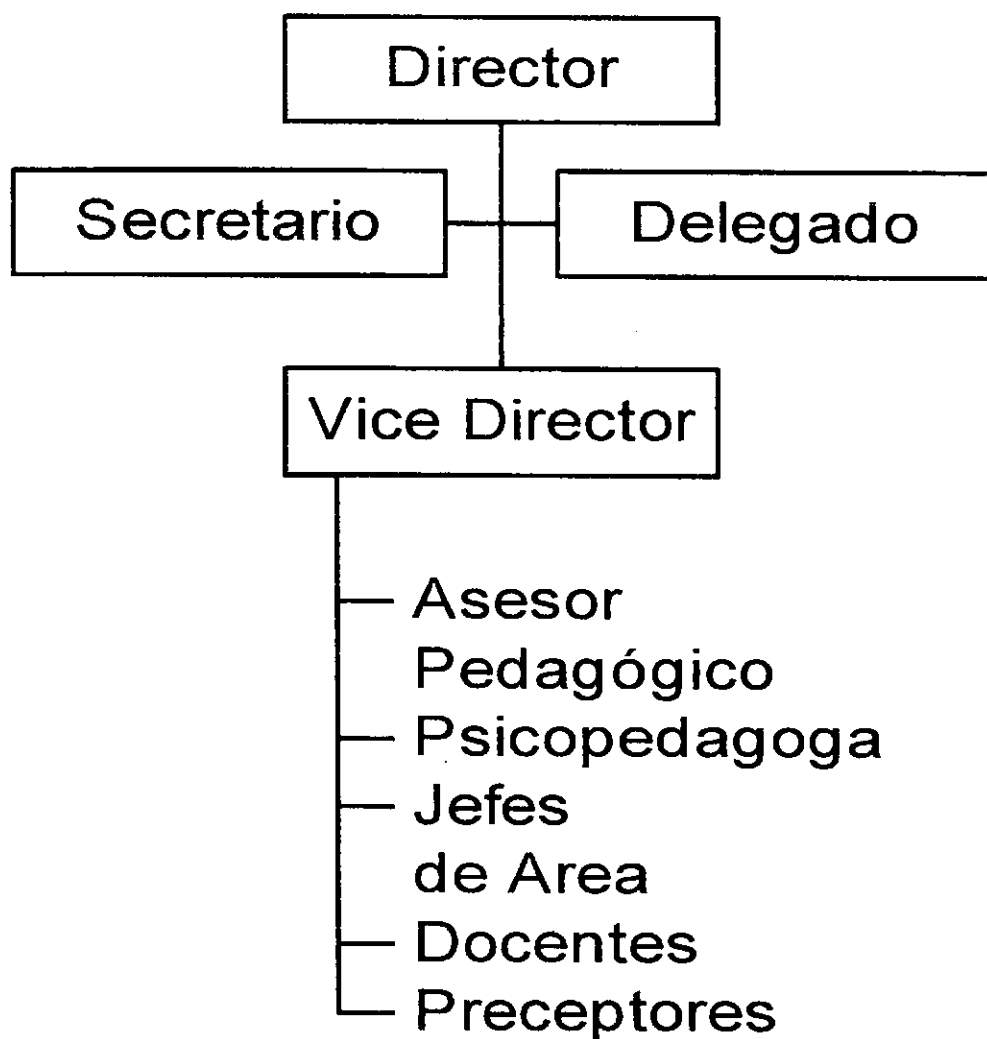 Director
Secretario
Delegado
Vice Director
Asesor
Pedagógico
Psicopedagoga
Jefes
de Area
Docentes
Preceptores